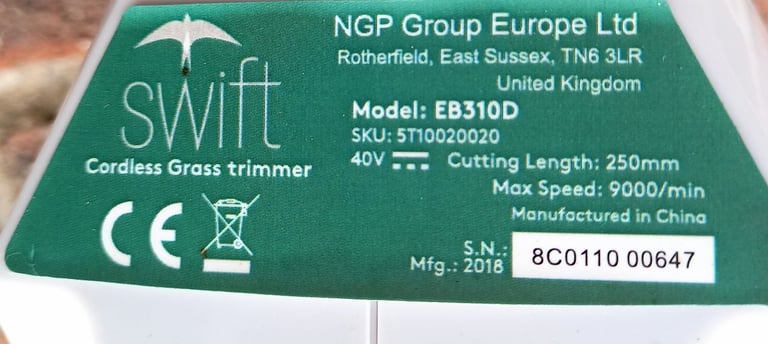 swift
Cordless Grass trimmer
NGP Group Europe Ltd
Rotherfield, East Sussex, TN6 3LR
United Kingdom
Model: EB310D
SKU: 5T10020020
40V Cutting Length: 250mm
Max Speed: 9000/min
Manufactured in China
S.N.: 8C0110 00647
Mfg.: 2018
CE